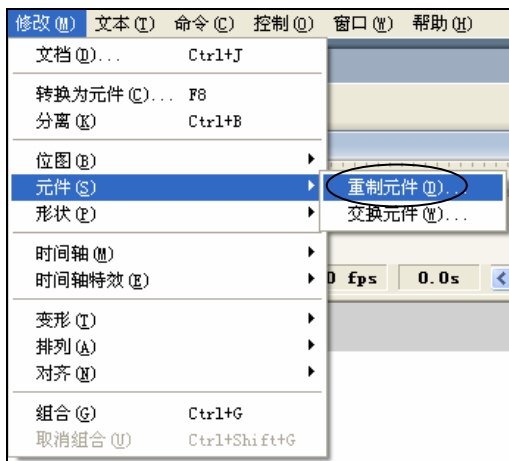 修改(M) 文本(T) 命令(C) 控制(O) 窗口(W) 帮助(H)
文档(D)... Ctrl+J
转换为元件(C)... F8
分离(K) Ctrl+B
位图(B)
元件(S)
重制元件(D)...
形状(P)
交换元件(W)...
时间轴(M)
时间轴特效(E)
0 fps 0.0s
变形(T)
排列(A)
对齐(N)
组合(G) Ctrl+G
取消组合(U) Ctrl+Shift+G